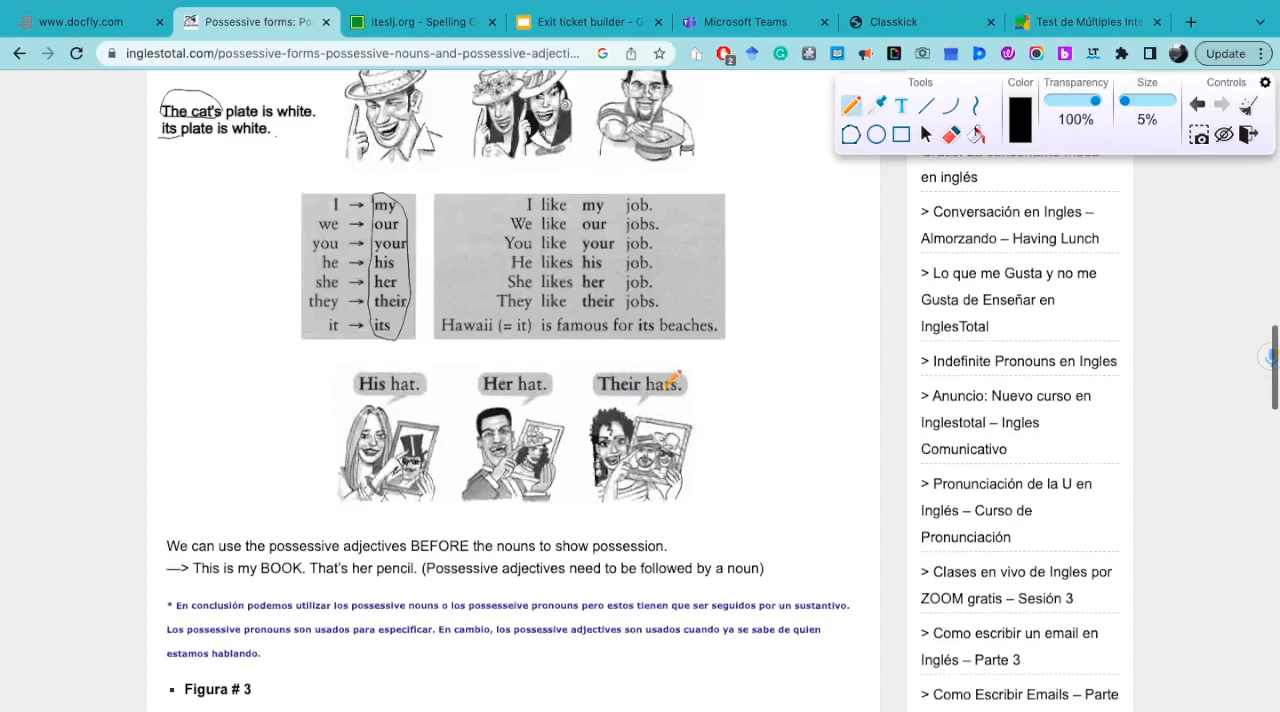 www.docfly.com
Possessive forms: Po
iteslj.org - Spelling C
Exit ticket builder - G
Microsoft Teams
Classkick
Test de Múltiples Inte
inglestotal.com/possessive-forms-possessive-nouns-and-possessive-adjecti...
2
Update
Tools
Color
Transparency
Size
Controls
100%
5%
The cat's plate is white.
its plate is white.
I → my
we → our
you → your
he → his
she → her
they → their
it → its
I like my job.
We like our jobs.
You like your job.
He likes his job.
She likes her job.
They like their jobs.
Hawaii (= it) is famous for its beaches.
His hat.
Her hat.
Their hats.
We can use the possessive adjectives BEFORE the nouns to show possession.
—> This is my BOOK. That's her pencil. (Possessive adjectives need to be followed by a noun)
* En conclusión podemos utilizar los possessive nouns o los possesseive pronouns pero estos tienen que ser seguidos por un sustantivo.
Los possessive pronouns son usados para especificar. En cambio, los possessive adjectives son usados cuando ya se sabe de quien
estamos hablando.
▪ Figura # 3
en inglés
> Conversación en Ingles –
Almorzando – Having Lunch
> Lo que me Gusta y no me
Gusta de Enseñar en
InglesTotal
> Indefinite Pronouns en Ingles
> Anuncio: Nuevo curso en
Inglestotal – Ingles
Comunicativo
> Pronunciación de la U en
Inglés – Curso de
Pronunciación
> Clases en vivo de Ingles por
ZOOM gratis – Sesión 3
> Como escribir un email en
Inglés – Parte 3
> Como Escribir Emails – Parte